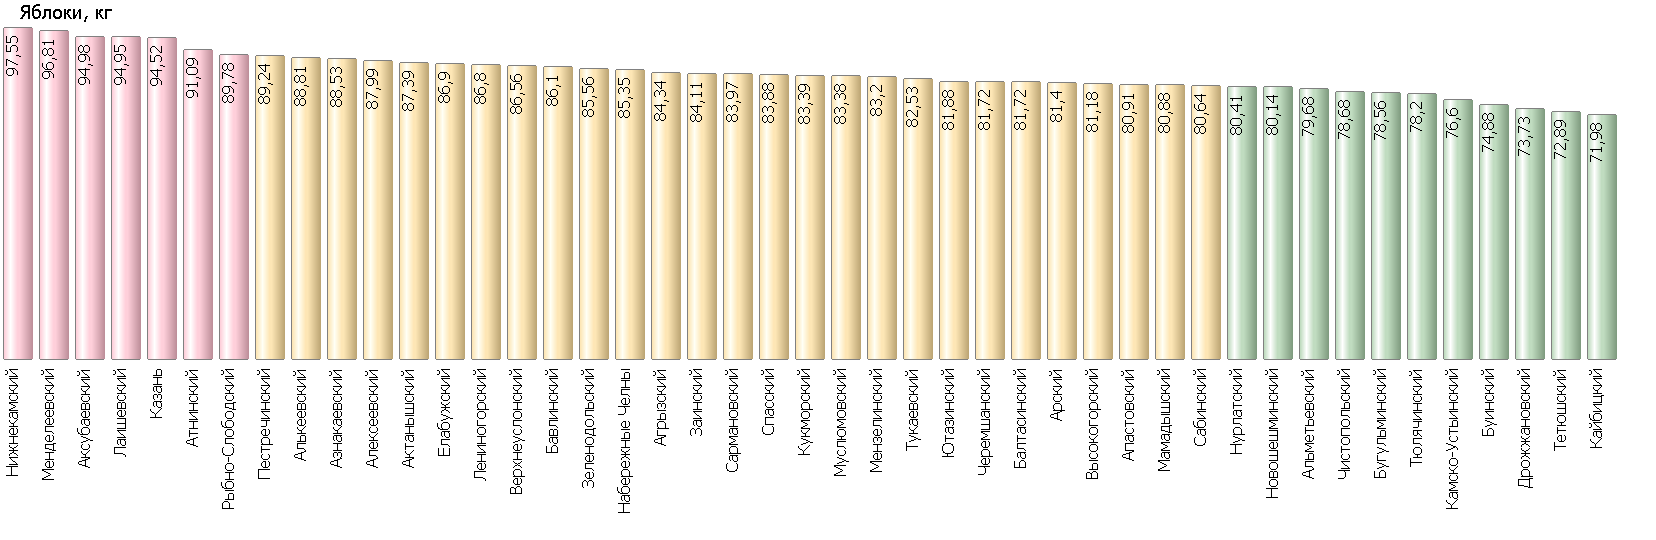 Яблоки, кг
97,55
96,81
94,98
94,95
94,52
91,09
89,78
89,24
88,81
88,53
87,99
87,39
86,9
86,8
86,56
86,1
85,56
85,35
84,34
84,11
83,97
83,88
83,39
83,38
83,2
82,53
81,88
81,72
81,72
81,4
81,18
80,91
80,88
80,64
80,41
80,14
79,68
78,68
78,56
78,2
76,6
74,88
73,73
72,89
71,98
Нижнекамский
Менделеевский
Аксубаевский
Лаишевский
Казань
Атнинский
Рыбно-Слободский
Пестречинский
Алькеевский
Азнакаевский
Алексеевский
Актанышский
Елабужский
Лениногорский
Верхнеуслонский
Бавлинский
Зеленодольский
Набережные Челны
Агрызский
Заинский
Сармановский
Спасский
Кукморский
Муслюмовский
Мензелинский
Тукаевский
Ютазинский
Черемшанский
Балтасинский
Арский
Высокогорский
Апастовский
Мамадышский
Сабинский
Нурлатский
Новошешминский
Альметьевский
Чистопольский
Бугульминский
Тюлячинский
Камско-Устьинский
Буинский
Дрожжановский
Тетюшский
Кайбицкий